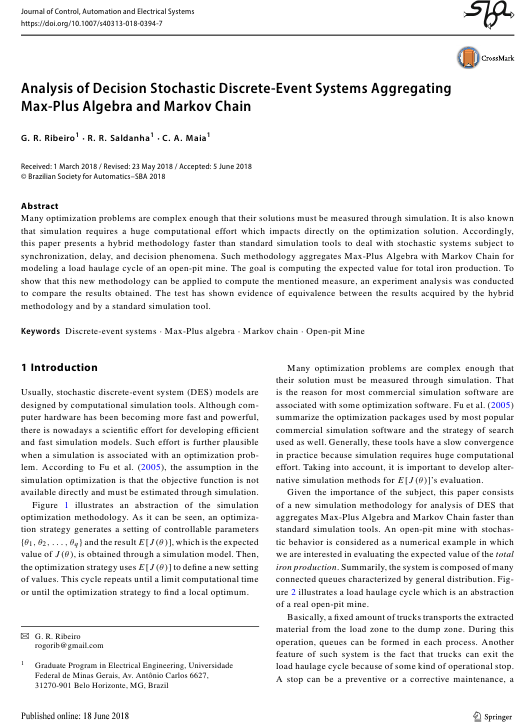 Journal of Control, Automation and Electrical Systems
https://doi.org/10.1007/s40313-018-0394-7
sba
CrossMark
Analysis of Decision Stochastic Discrete-Event Systems Aggregating
Max-Plus Algebra and Markov Chain
G. R. Ribeiro¹ · R. R. Saldanha¹ · C. A. Maia¹
Received: 1 March 2018 / Revised: 23 May 2018 / Accepted: 5 June 2018
© Brazilian Society for Automatics–SBA 2018
Abstract
Many optimization problems are complex enough that their solutions must be measured through simulation. It is also known
that simulation requires a huge computational effort which impacts directly on the optimization solution. Accordingly,
this paper presents a hybrid methodology faster than standard simulation tools to deal with stochastic systems subject to
synchronization, delay, and decision phenomena. Such methodology aggregates Max-Plus Algebra with Markov Chain for
modeling a load haulage cycle of an open-pit mine. The goal is computing the expected value for total iron production. To
show that this new methodology can be applied to compute the mentioned measure, an experiment analysis was conducted
to compare the results obtained. The test has shown evidence of equivalence between the results acquired by the hybrid
methodology and by a standard simulation tool.
Keywords Discrete-event systems · Max-Plus algebra · Markov chain · Open-pit Mine
1 Introduction
Usually, stochastic discrete-event system (DES) models are
designed by computational simulation tools. Although com-
puter hardware has been becoming more fast and powerful,
there is nowadays a scientific effort for developing efficient
and fast simulation models. Such effort is further plausible
when a simulation is associated with an optimization prob-
lem. According to Fu et al. (2005), the assumption in the
simulation optimization is that the objective function is not
available directly and must be estimated through simulation.
Figure 1 illustrates an abstraction of the simulation
optimization methodology. As it can be seen, an optimiza-
tion strategy generates a setting of controllable parameters
{θ₁, θ₂, . . . , θq} and the result E[J(θ)], which is the expected
value of J(θ), is obtained through a simulation model. Then,
the optimization strategy uses E[J(θ)] to define a new setting
of values. This cycle repeats until a limit computational time
or until the optimization strategy to find a local optimum.
✉ G. R. Ribeiro
rogorib@gmail.com
1 Graduate Program in Electrical Engineering, Universidade
Federal de Minas Gerais, Av. Antônio Carlos 6627,
31270-901 Belo Horizonte, MG, Brazil
Many optimization problems are complex enough that
their solution must be measured through simulation. That
is the reason for most commercial simulation software are
associated with some optimization software. Fu et al. (2005)
summarize the optimization packages used by most popular
commercial simulation software and the strategy of search
used as well. Generally, these tools have a slow convergence
in practice because simulation requires huge computational
effort. Taking into account, it is important to develop alter-
native simulation methods for E[J(θ)]'s evaluation.
Given the importance of the subject, this paper consists
of a new simulation methodology for analysis of DES that
aggregates Max-Plus Algebra and Markov Chain faster than
standard simulation tools. An open-pit mining with stochas-
tic behavior is considered as a numerical example in which
we are interested in evaluating the expected value of the total
iron production. Summarily, the system is composed of many
connected queues characterized by general distribution. Fig-
ure 2 illustrates a load haulage cycle which is an abstraction
of a real open-pit mine.
Basically, a fixed amount of trucks transports the extracted
material from the load zone to the dump zone. During this
operation, queues can be formed in each process. Another
feature of such system is the fact that trucks can exit the
load haulage cycle because of some kind of operational stop.
A stop can be a preventive or a corrective maintenance, a
Published online: 18 June 2018
Springer